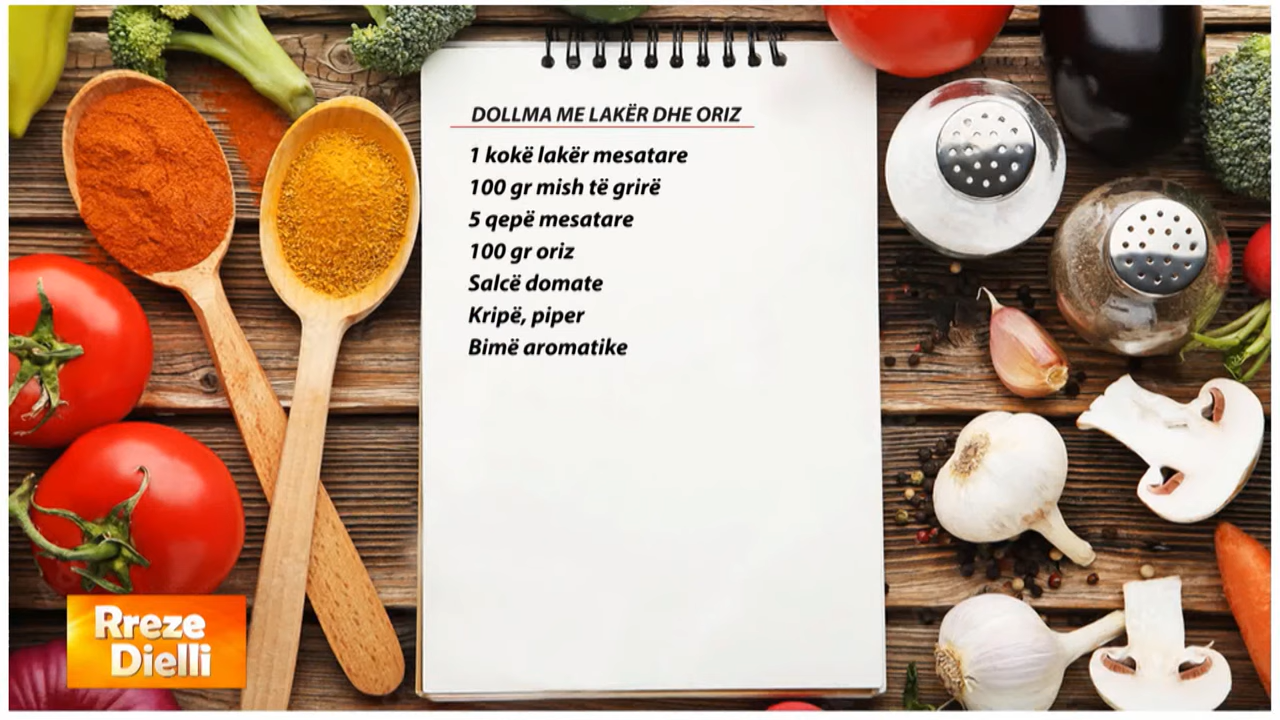 DOLLMA ME LAKËR DHE ORIZ
1 kokë lakër mesatare
100 gr mish të grirë
5 qepë mesatare
100 gr oriz
Salcë domate
Kripë, piper
Bimë aromatike
Rreze
Dielli